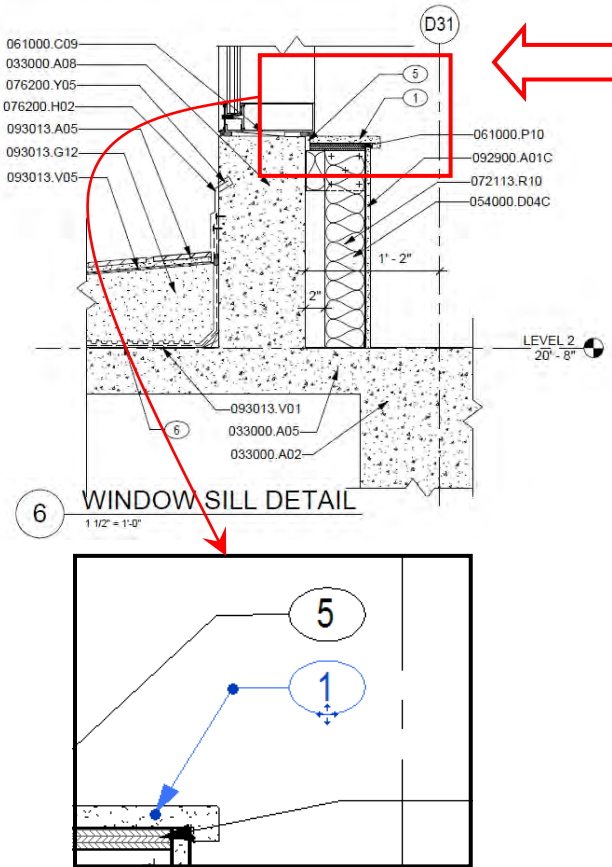 D31
061000.C09
033000.A08
076200.Y05
076200.H02
093013.A05
093013.G12
093013.V05
5
1
061000.P10
092900.A01C
072113.R10
054000.D04C
1' - 2"
2"
LEVEL 2
20' - 8"
093013.V01
6
033000.A05
033000.A02
6
WINDOW SILL DETAIL
1 1/2" = 1'-0"
5
1